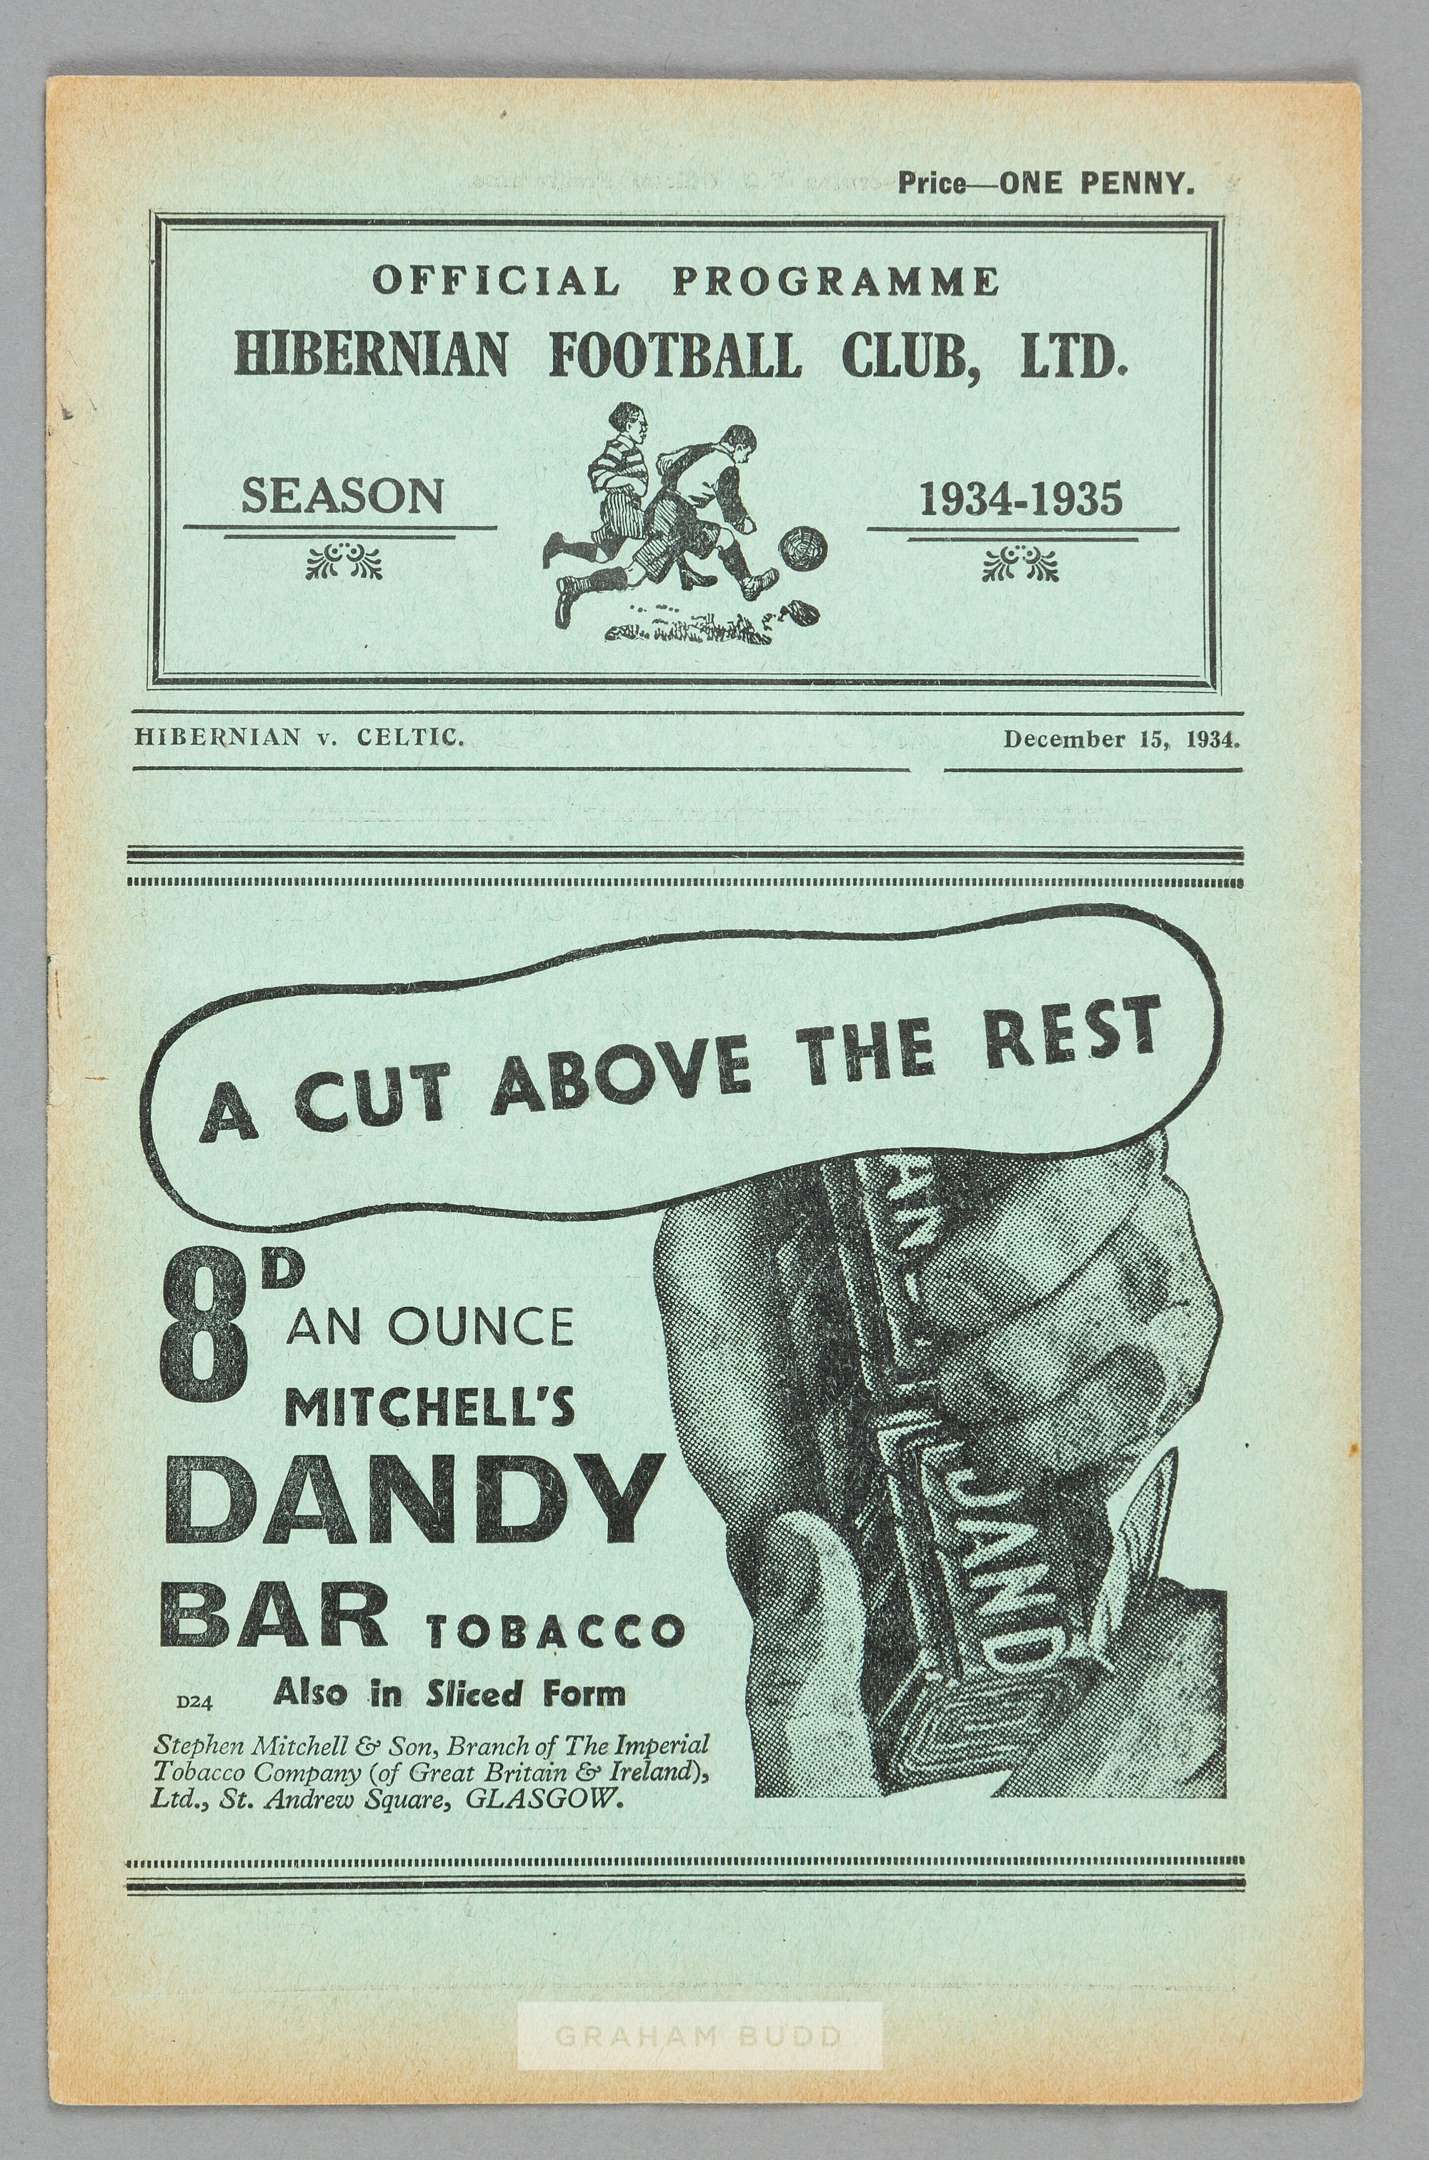 Price—ONE PENNY.
OFFICIAL PROGRAMME
HIBERNIAN FOOTBALL CLUB, LTD.
SEASON 1934-1935
HIBERNIAN v. CELTIC. December 15, 1934.
A CUT ABOVE THE REST
8D AN OUNCE
MITCHELL'S
DANDY
BAR TOBACCO
D24 Also in Sliced Form
Stephen Mitchell & Son, Branch of The Imperial
Tobacco Company (of Great Britain & Ireland),
Ltd., St. Andrew Square, GLASGOW.
GRAHAM BUDD